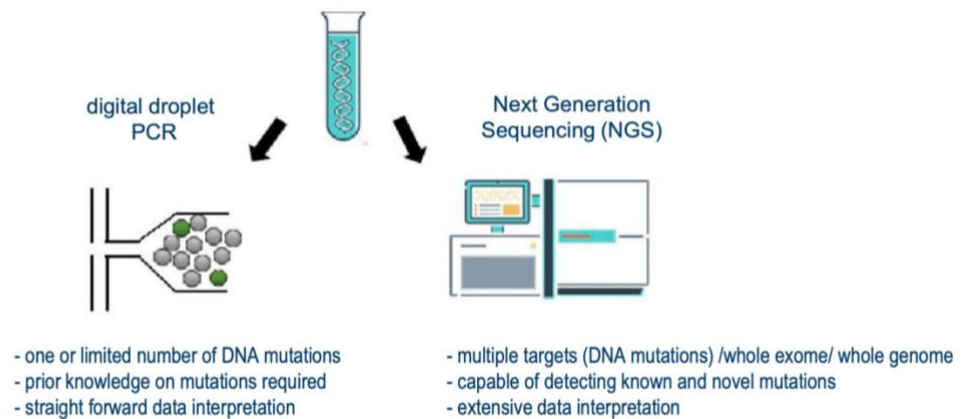 digital droplet
PCR
Next Generation
Sequencing (NGS)
- one or limited number of DNA mutations
- prior knowledge on mutations required
- straight forward data interpretation
- multiple targets (DNA mutations) /whole exome/ whole genome
- capable of detecting known and novel mutations
- extensive data interpretation